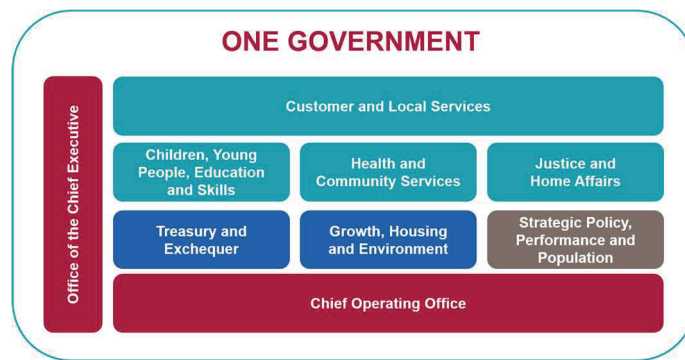 ONE GOVERNMENT
Office of the Chief Executive
Customer and Local Services
Children, Young
People, Education
and Skills
Health and
Community Services
Justice and
Home Affairs
Treasury and
Exchequer
Growth, Housing
and Environment
Strategic Policy,
Performance and
Population
Chief Operating Office